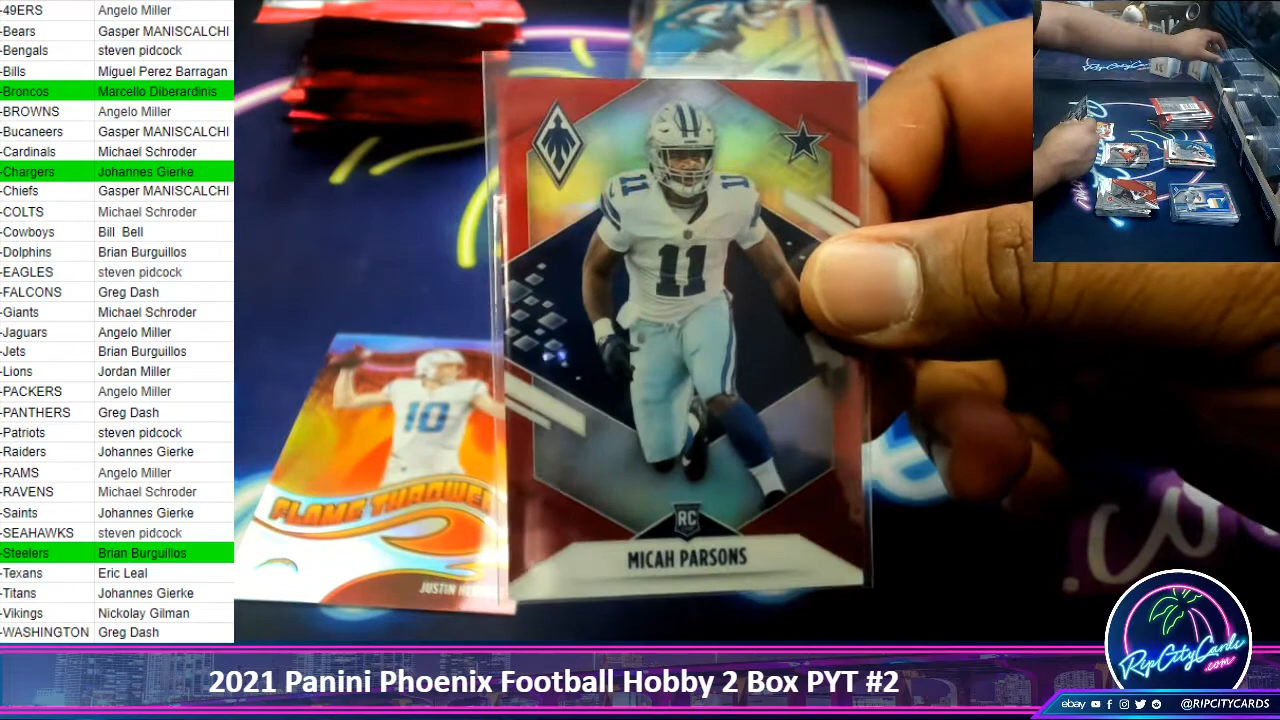 -49ERS Angelo Miller
-Bears Gasper MANISCALCHI
-Bengals steven pidcock
-Bills Miguel Perez Barragan
-Broncos Marcello Diberardinis
-BROWNS Angelo Miller
-Bucaneers Gasper MANISCALCHI
-Cardinals Michael Schroder
-Chargers Johannes Gierke
-Chiefs Gasper MANISCALCHI
-COLTS Michael Schroder
-Cowboys Bill Bell
-Dolphins Brian Burguillos
-EAGLES steven pidcock
-FALCONS Greg Dash
-Giants Michael Schroder
-Jaguars Angelo Miller
-Jets Brian Burguillos
-Lions Jordan Miller
-PACKERS Angelo Miller
-PANTHERS Greg Dash
-Patriots steven pidcock
-Raiders Johannes Gierke
-RAMS Angelo Miller
-RAVENS Michael Schroder
-Saints Johannes Gierke
-SEAHAWKS steven pidcock
-Steelers Brian Burguillos
-Texans Eric Leal
-Titans Johannes Gierke
-Vikings Nickolay Gilman
-WASHINGTON Greg Dash
11 11
11
RC
MICAH PARSONS
10
FLAME THROWER
JUSTIN
RipCityCards
.com
2021 Panini Phoenix Football Hobby 2 Box PYT #2
ebay @RIPCITYCARDS